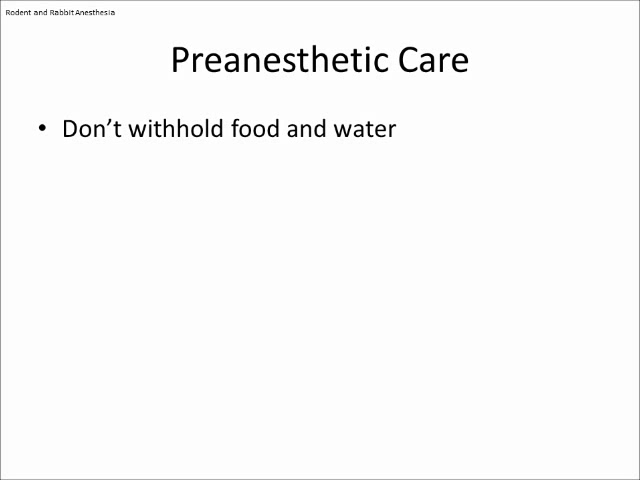 Rodent and Rabbit Anesthesia
Preanesthetic Care
• Don’t withhold food and water